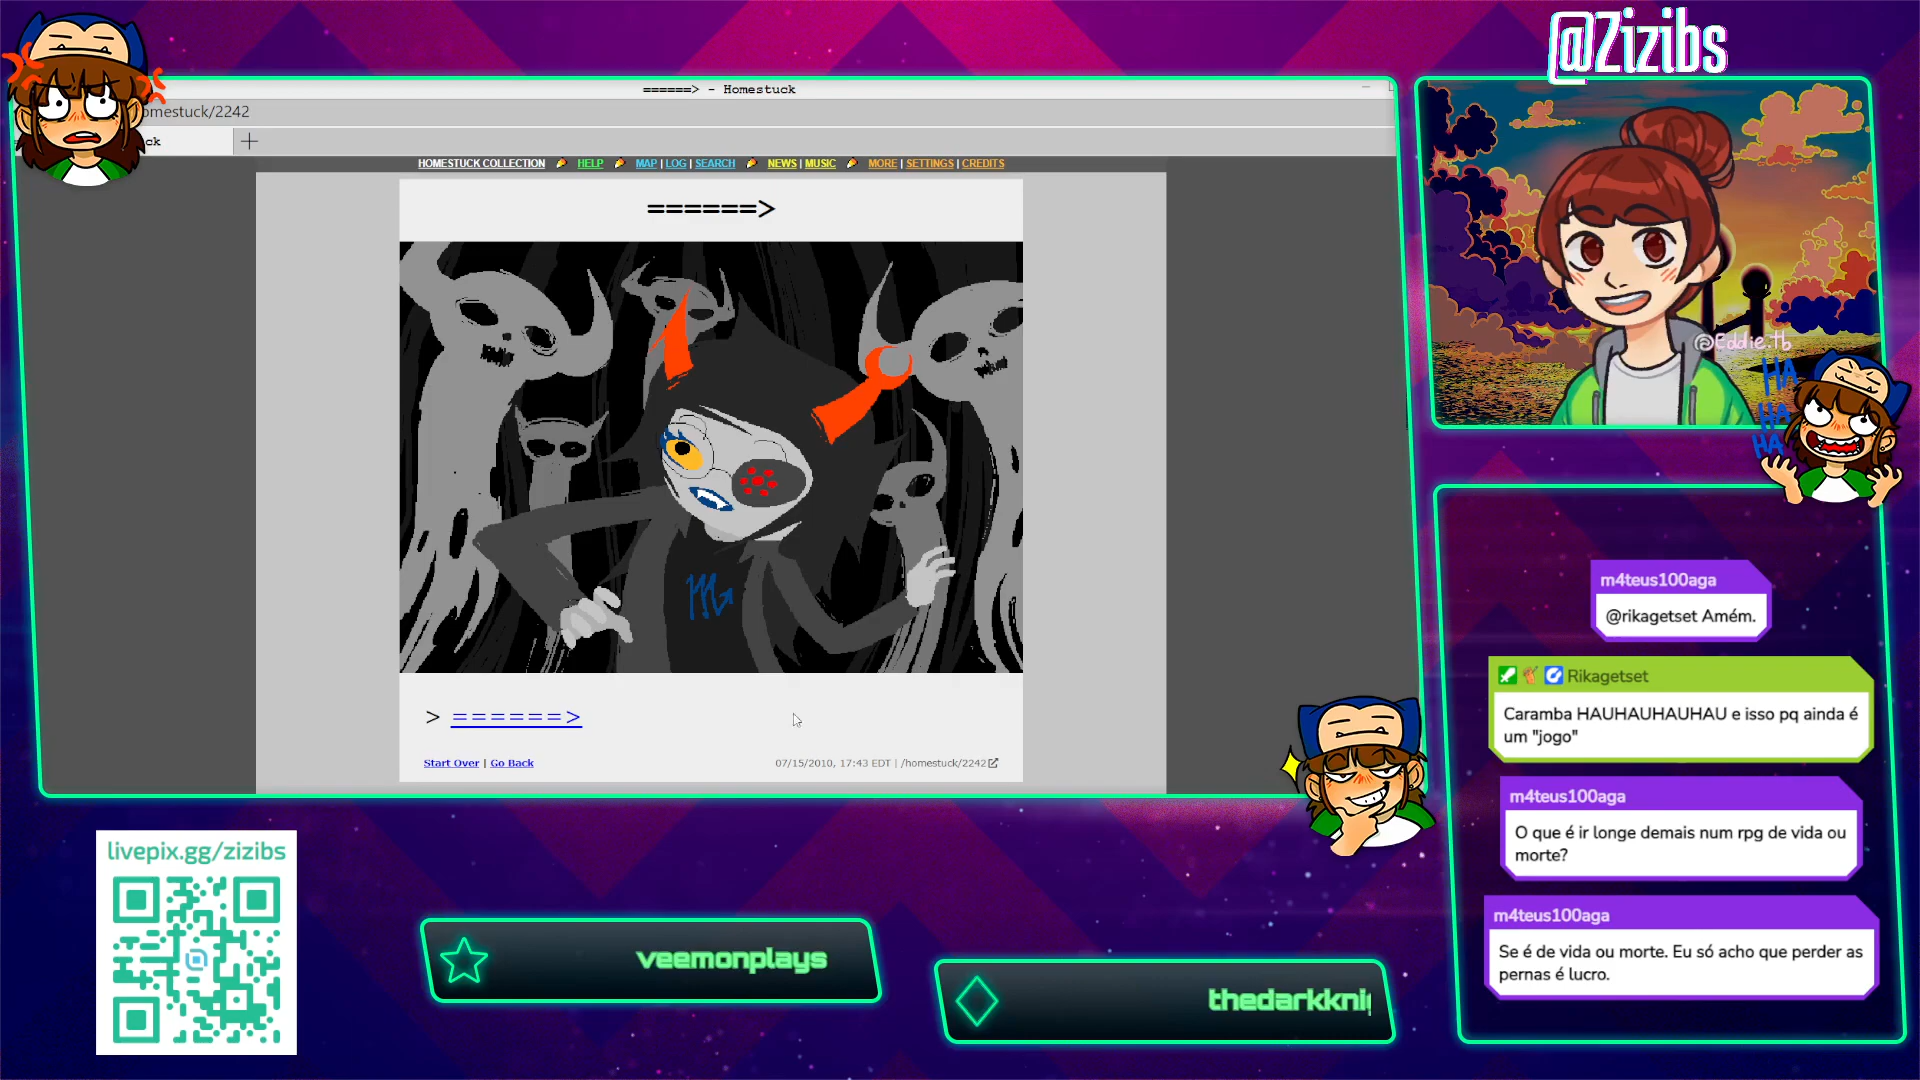 @Zizibs
======> - Homestuck
omestuck/2242
ck
HOMESTUCK COLLECTION HELP MAP | LOG | SEARCH NEWS | MUSIC MORE | SETTINGS | CREDITS
======>
@Eddie.tb
HA
HA
HA
> ======>
Start Over | Go Back
07/15/2010, 17:43 EDT | /homestuck/2242
m4teus100aga
@rikagetset Amém.
Rikagetset
Caramba HAUHAUHAUHAU e isso pq ainda é
um "jogo"
m4teus100aga
O que é ir longe demais num rpg de vida ou
morte?
m4teus100aga
Se é de vida ou morte. Eu só acho que perder as
pernas é lucro.
livepix.gg/zizibs
veemonplays
thedarkkni